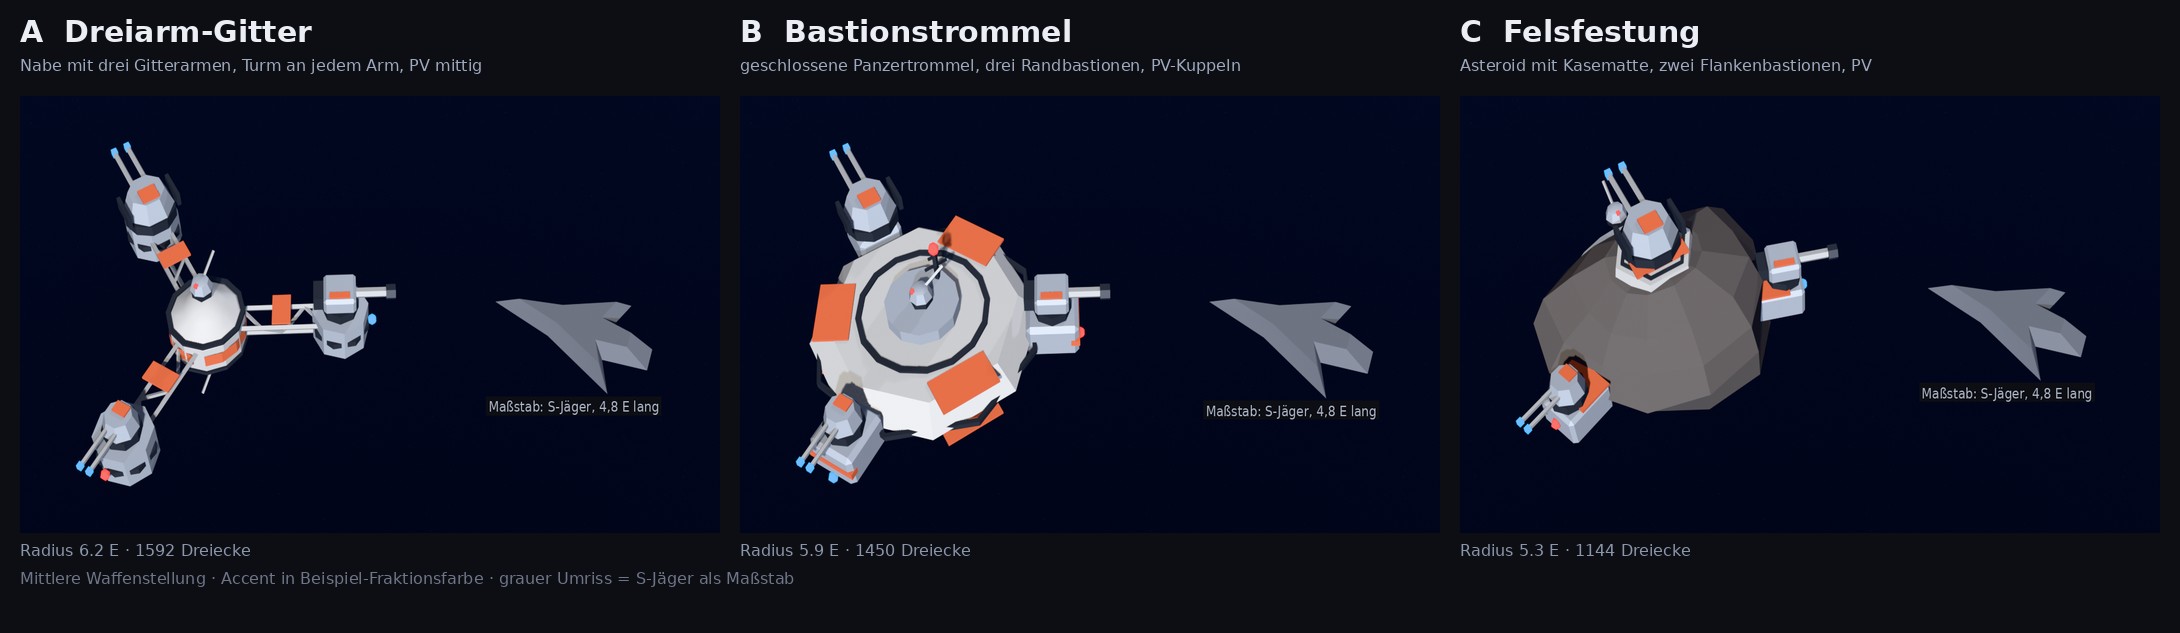 A Dreiarm-Gitter
Nabe mit drei Gitterarmen, Turm an jedem Arm, PV mittig
Maßstab: S-Jäger, 4,8 E lang
Radius 6.2 E · 1592 Dreiecke
B Bastionstrommel
geschlossene Panzertrommel, drei Randbastionen, PV-Kuppeln
Maßstab: S-Jäger, 4,8 E lang
Radius 5.9 E · 1450 Dreiecke
C Felsfestung
Asteroid mit Kasematte, zwei Flankenbastionen, PV
Maßstab: S-Jäger, 4,8 E lang
Radius 5.3 E · 1144 Dreiecke
Mittlere Waffenstellung · Accent in Beispiel-Fraktionsfarbe · grauer Umriss = S-Jäger als Maßstab